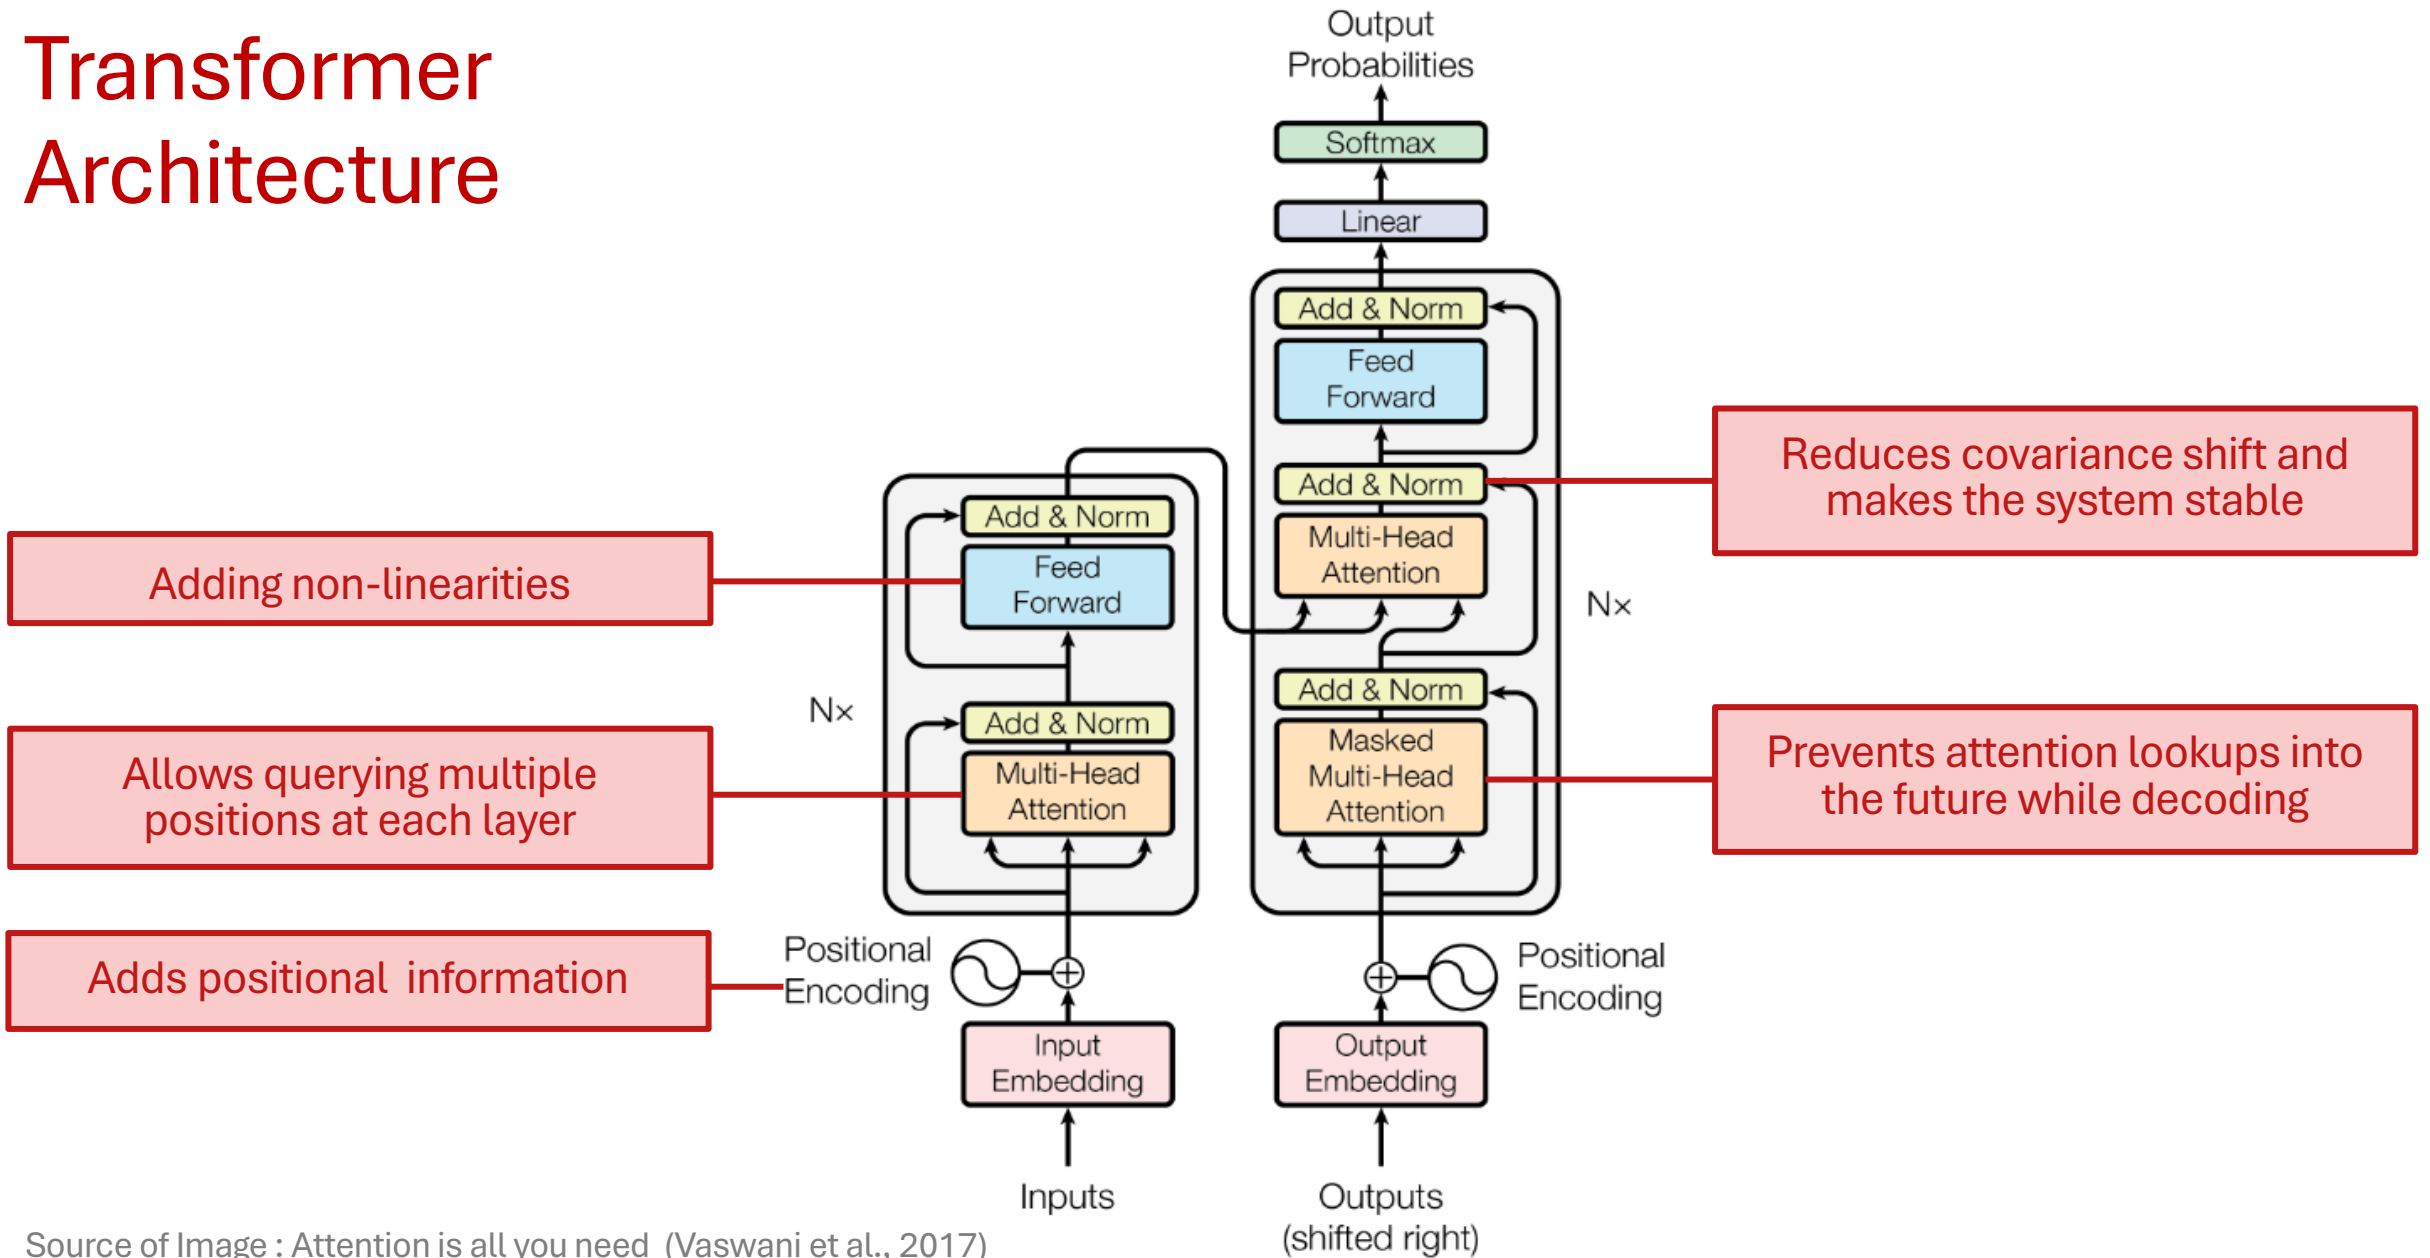 Transformer
Architecture
Output
Probabilities
Softmax
Linear
Add & Norm
Feed
Forward
Add & Norm
Multi-Head
Attention
Nx
Add & Norm
Masked
Multi-Head
Attention
Positional
Encoding
Output
Embedding
Outputs
(shifted right)
Add & Norm
Feed
Forward
Nx
Add & Norm
Multi-Head
Attention
Positional
Encoding
Input
Embedding
Inputs
Adding non-linearities
Allows querying multiple
positions at each layer
Adds positional information
Reduces covariance shift and
makes the system stable
Prevents attention lookups into
the future while decoding
Source of Image : Attention is all you need (Vaswani et al., 2017)